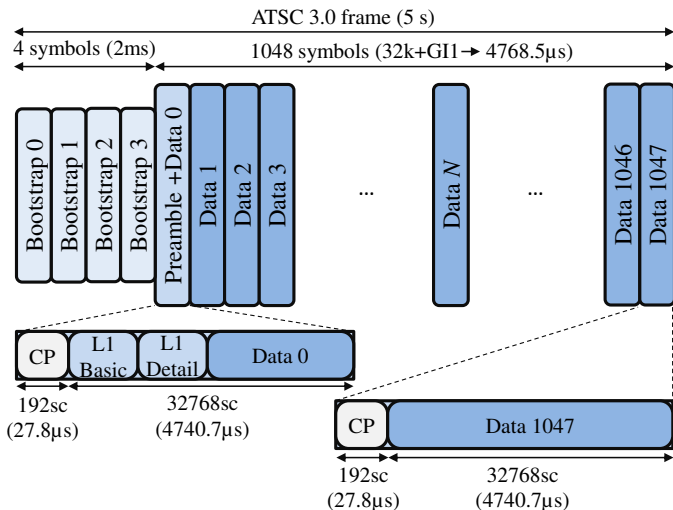 ATSC 3.0 frame (5 s)
4 symbols (2ms)
1048 symbols (32k+GI1→ 4768.5µs)
Bootstrap 0
Bootstrap 1
Bootstrap 2
Bootstrap 3
Preamble +Data 0
Data 1
Data 2
Data 3
...
Data N
...
Data 1046
Data 1047
CP
L1
Basic
L1
Detail
Data 0
192sc
(27.8µs)
32768sc
(4740.7µs)
CP
Data 1047
192sc
(27.8µs)
32768sc
(4740.7µs)